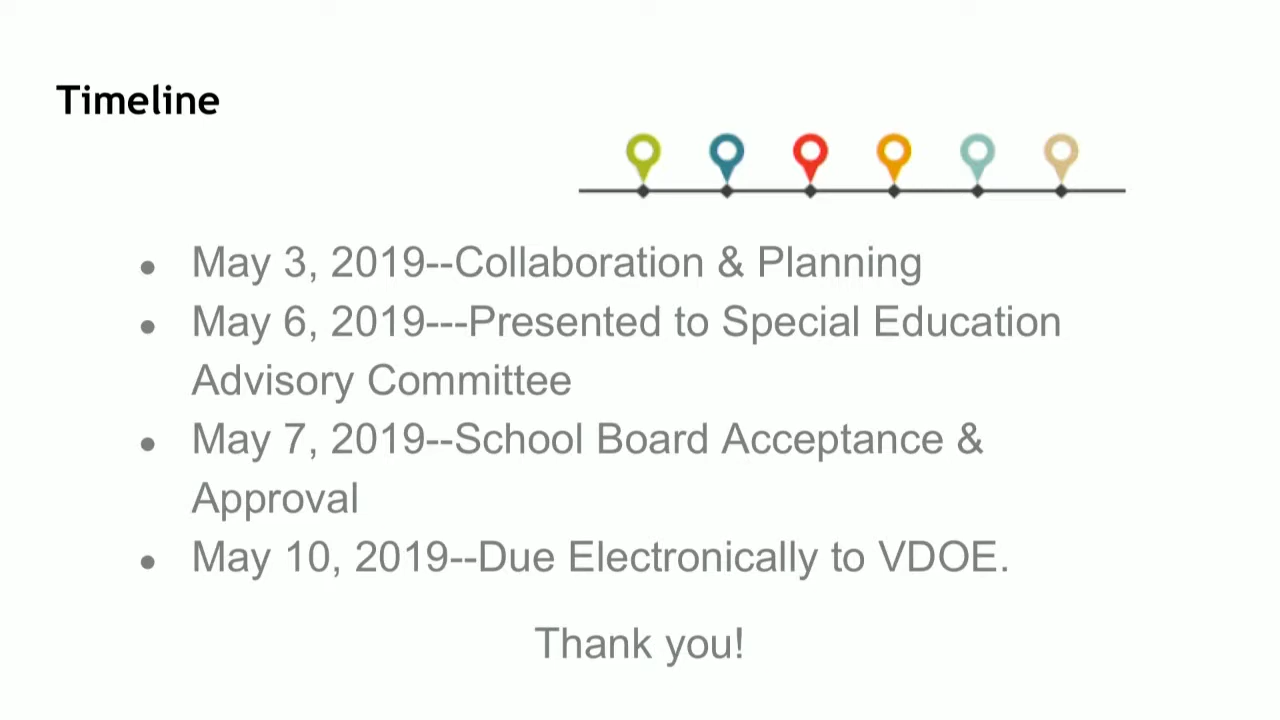 Timeline
● May 3, 2019--Collaboration & Planning
● May 6, 2019---Presented to Special Education
Advisory Committee
● May 7, 2019--School Board Acceptance &
Approval
● May 10, 2019--Due Electronically to VDOE.
Thank you!